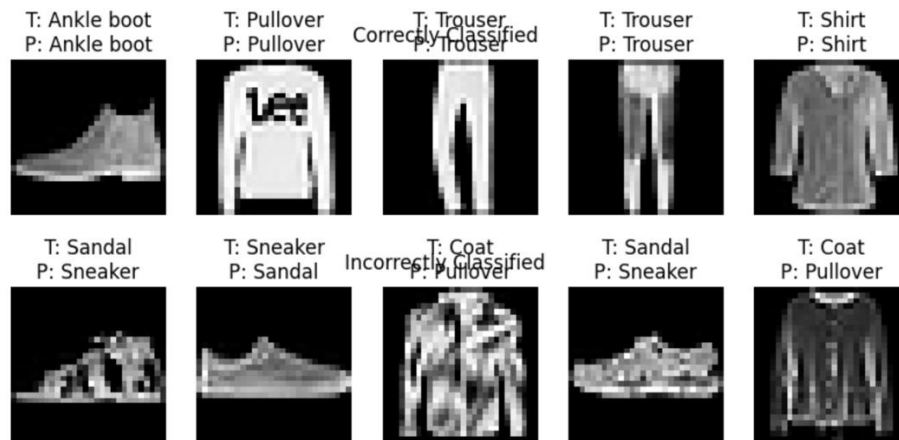 T: Ankle boot
P: Ankle boot
T: Pullover
P: Pullover
T: Trouser
P: Trouser
T: Trouser
P: Trouser
T: Shirt
P: Shirt
Correctly Classified
Lee
T: Sandal
P: Sneaker
T: Sneaker
P: Sandal
T: Coat
P: Pullover
T: Sandal
P: Sneaker
T: Coat
P: Pullover
Incorrectly Classified